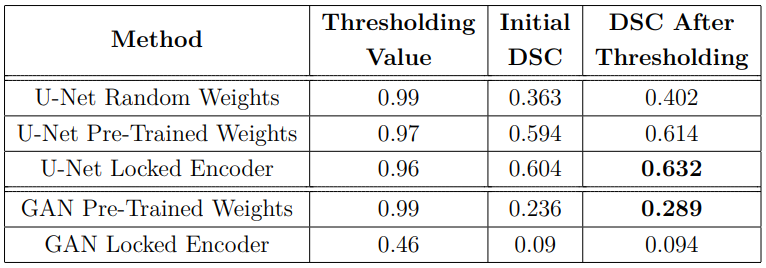 Method Thresholding Value Initial DSC DSC After Thresholding
U-Net Random Weights 0.99 0.363 0.402
U-Net Pre-Trained Weights 0.97 0.594 0.614
U-Net Locked Encoder 0.96 0.604 0.632
GAN Pre-Trained Weights 0.99 0.236 0.289
GAN Locked Encoder 0.46 0.09 0.094